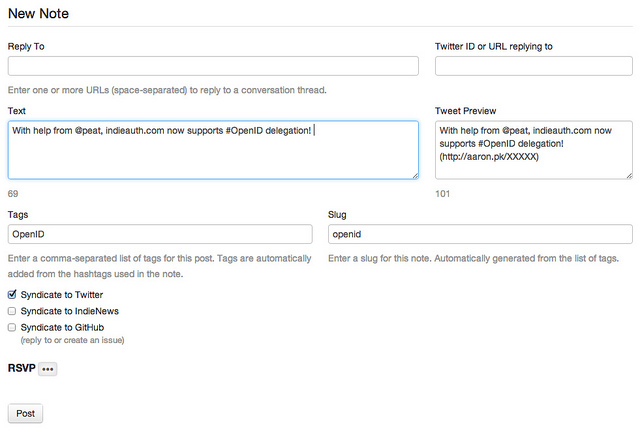 New Note
Reply To
Twitter ID or URL replying to
Enter one or more URLs (space-separated) to reply to a conversation thread.
Text
Tweet Preview
With help from @peat, indieauth.com now supports #OpenID delegation!
With help from @peat, indieauth.com now
supports #OpenID delegation!
(http://aaron.pk/XXXXX)
69
101
Tags
Slug
OpenID
openid
Enter a comma-separated list of tags for this post. Tags are automatically
added from the hashtags used in the note.
Enter a slug for this note. Automatically generated from the list of tags.
Syndicate to Twitter
Syndicate to IndieNews
Syndicate to GitHub
(reply to or create an issue)
RSVP •••
Post